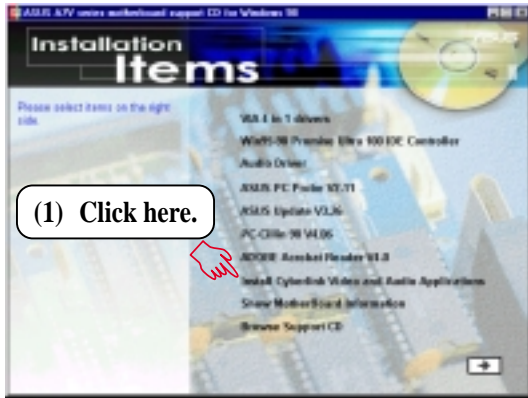 ASUS A7V series motherboard support CD for Windows 98
Installation
Items
Please select items on the right
side.
VIA 4 in 1 drivers
Win95-98 Promise Ultra 100 IDE Controller
Audio Driver
ASUS PC Probe V2.11
ASUS Update V3.26
PC-Cillin 98 V4.06
ADOBE Acrobat Reader V4.0
Install Cyberlink Video and Audio Applications
Show Motherboard Information
Browse Support CD
(1) Click here.